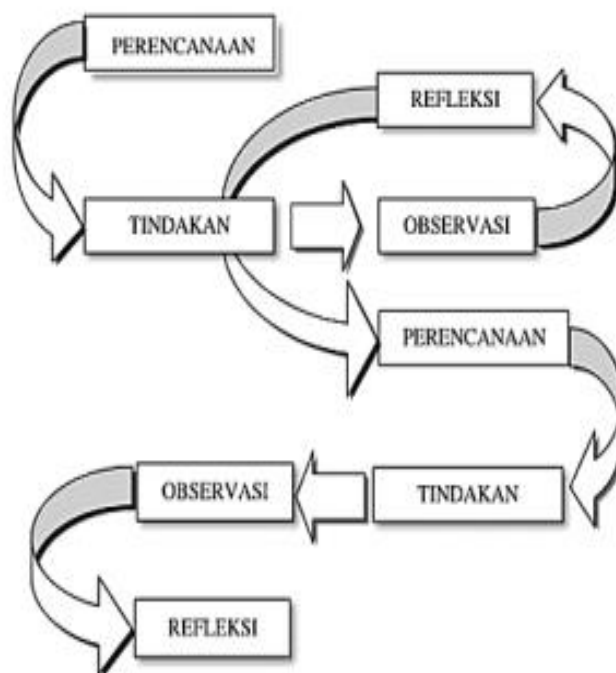 PERENCANAAN
REFLEKSI
TINDAKAN
OBSERVASI
PERENCANAAN
OBSERVASI
TINDAKAN
REFLEKSI